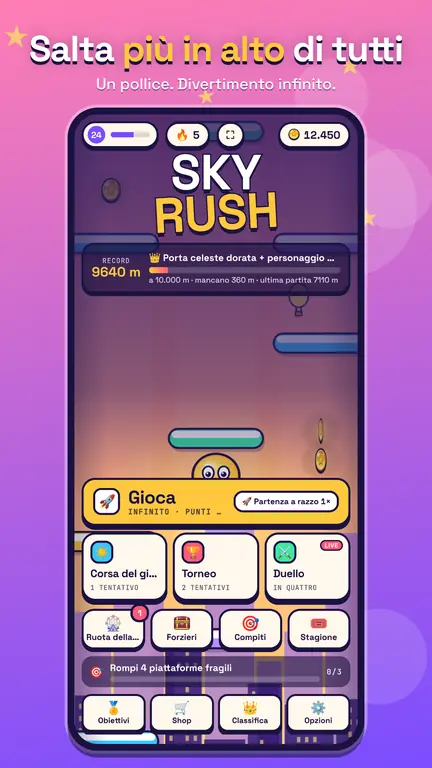 Salta più in alto di tutti
Un pollice. Divertimento infinito.
24
5
12.450
SKY
RUSH
RECORD
9640 m
Porta celeste dorata + personaggio ...
a 10.000 m · mancano 360 m · ultima partita 7110 m
Gioca
INFINITO · PUNTI …
Partenza a razzo 1×
LIVE
Corsa del gi...
1 TENTATIVO
Torneo
2 TENTATIVI
Duello
IN QUATTRO
1
Ruota della...
Forzieri
Compiti
Stagione
Rompi 4 piattaforme fragili
0/3
Obiettivi
Shop
Classifica
Opzioni